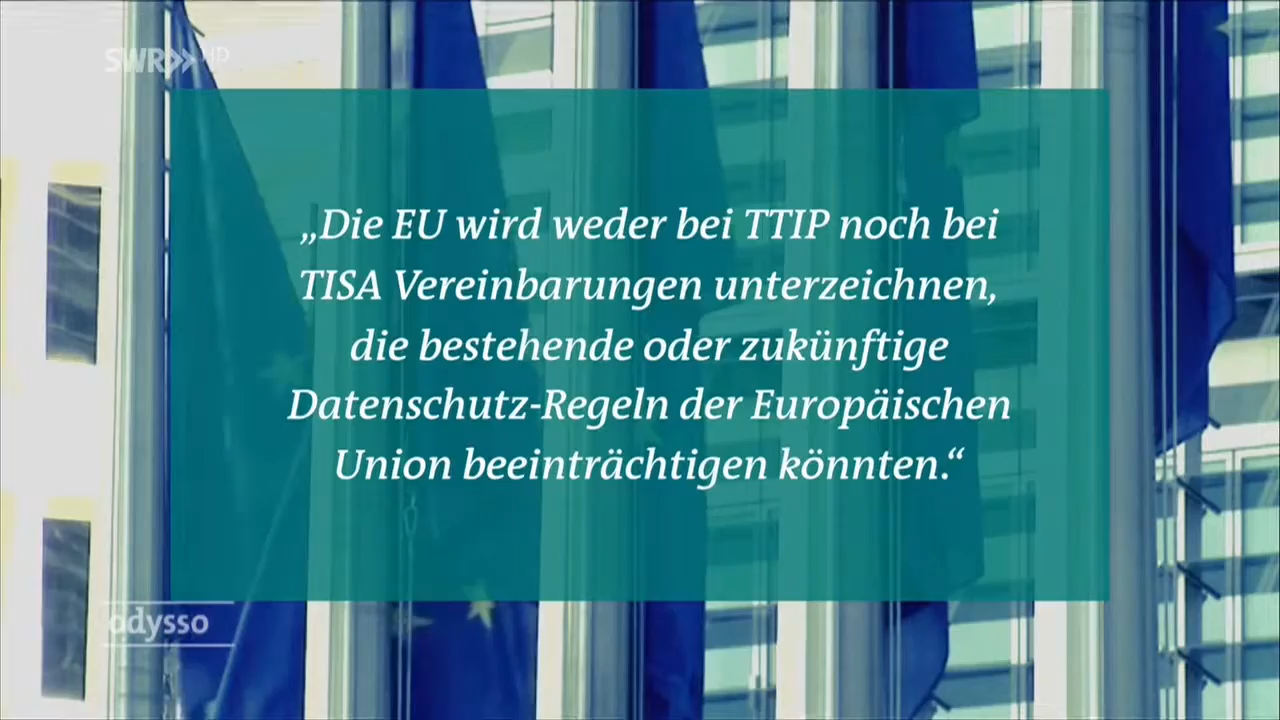 SWR HD
„Die EU wird weder bei TTIP noch bei
TISA Vereinbarungen unterzeichnen,
die bestehende oder zukünftige
Datenschutz-Regeln der Europäischen
Union beeinträchtigen könnten.“
odysso